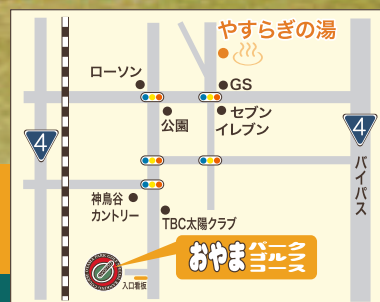 やすらぎの湯
ローソン
GS
公園
セブン
イレブン
4
4
バイパス
神鳥谷
カントリー
TBC太陽クラブ
おやま
パーク
ゴルフ
コース
入口看板